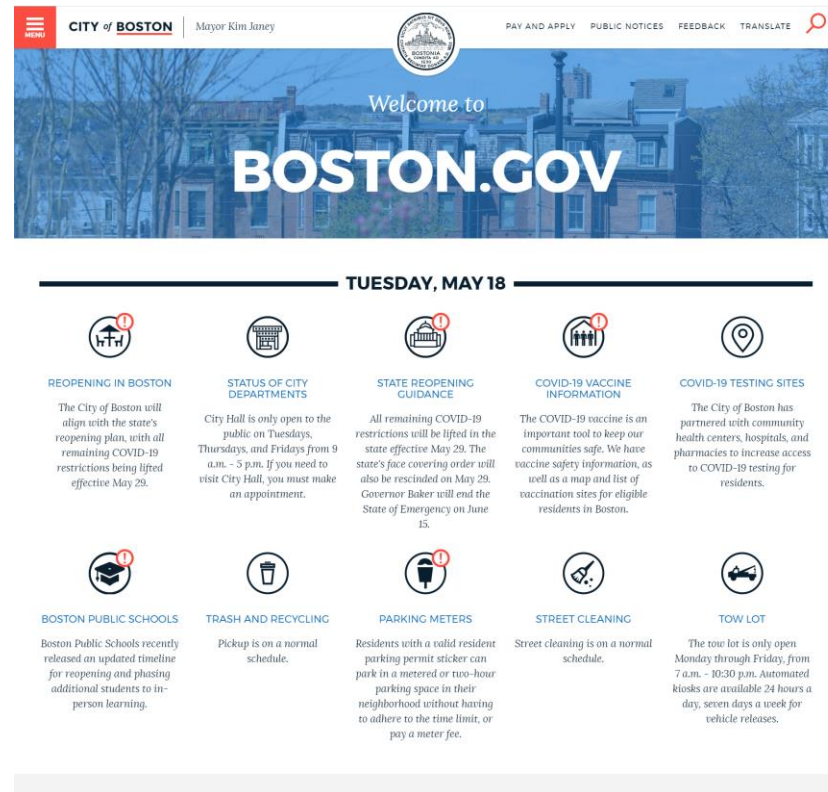 MENU
CITY of BOSTON
Mayor Kim Janey
BOSTONIA
CONDITA AD
1630
PAY AND APPLY
PUBLIC NOTICES
FEEDBACK
TRANSLATE
Welcome to
BOSTON.GOV
TUESDAY, MAY 18
REOPENING IN BOSTON
The City of Boston will
align with the state's
reopening plan, with all
remaining COVID-19
restrictions being lifted
effective May 29.
STATUS OF CITY
DEPARTMENTS
City Hall is only open to the
public on Tuesdays,
Thursdays, and Fridays from 9
a.m. - 5 p.m. If you need to
visit City Hall, you must make
an appointment.
STATE REOPENING
GUIDANCE
All remaining COVID-19
restrictions will be lifted in the
state effective May 29. The
state's face covering order will
also be rescinded on May 29.
Governor Baker will end the
State of Emergency on June
15.
COVID-19 VACCINE
INFORMATION
The COVID-19 vaccine is an
important tool to keep our
communities safe. We have
vaccine safety information, as
well as a map and list of
vaccination sites for eligible
residents in Boston.
COVID-19 TESTING SITES
The City of Boston has
partnered with community
health centers, hospitals, and
pharmacies to increase access
to COVID-19 testing for
residents.
BOSTON PUBLIC SCHOOLS
Boston Public Schools recently
released an updated timeline
for reopening and phasing
additional students to in-
person learning.
TRASH AND RECYCLING
Pickup is on a normal
schedule.
PARKING METERS
Residents with a valid resident
parking permit sticker can
park in a metered or two-hour
parking space in their
neighborhood without having
to adhere to the time limit, or
pay a meter fee.
STREET CLEANING
Street cleaning is on a normal
schedule.
TOW LOT
The tow lot is only open
Monday through Friday, from
7 a.m. - 10:30 p.m. Automated
kiosks are available 24 hours a
day, seven days a week for
vehicle releases.